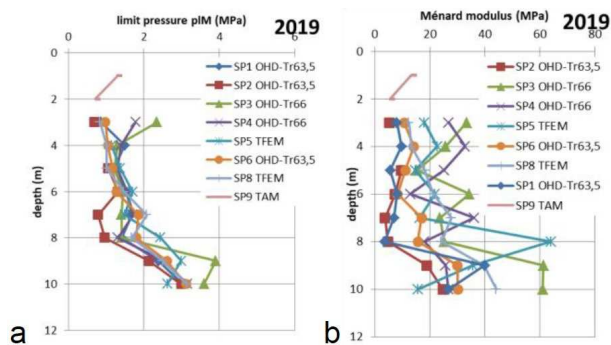 limit pressure plM (MPa)
2019
0 2 4 6
0
2
4
6
8
10
12
depth (m)
SP1 OHD-Tr63,5
SP2 OHD-Tr63,5
SP3 OHD-Tr66
SP4 OHD-Tr66
SP5 TFEM
SP6 OHD-Tr63,5
SP8 TFEM
SP9 TAM
a
Ménard modulus (MPa)
2019
0 20 40 60 80
0
2
4
6
8
10
12
depth (m)
SP2 OHD-Tr63,5
SP3 OHD-Tr66
SP4 OHD-Tr66
SP5 TFEM
SP6 OHD-Tr63,5
SP8 TFEM
SP1 OHD-Tr63,5
SP9 TAM
b